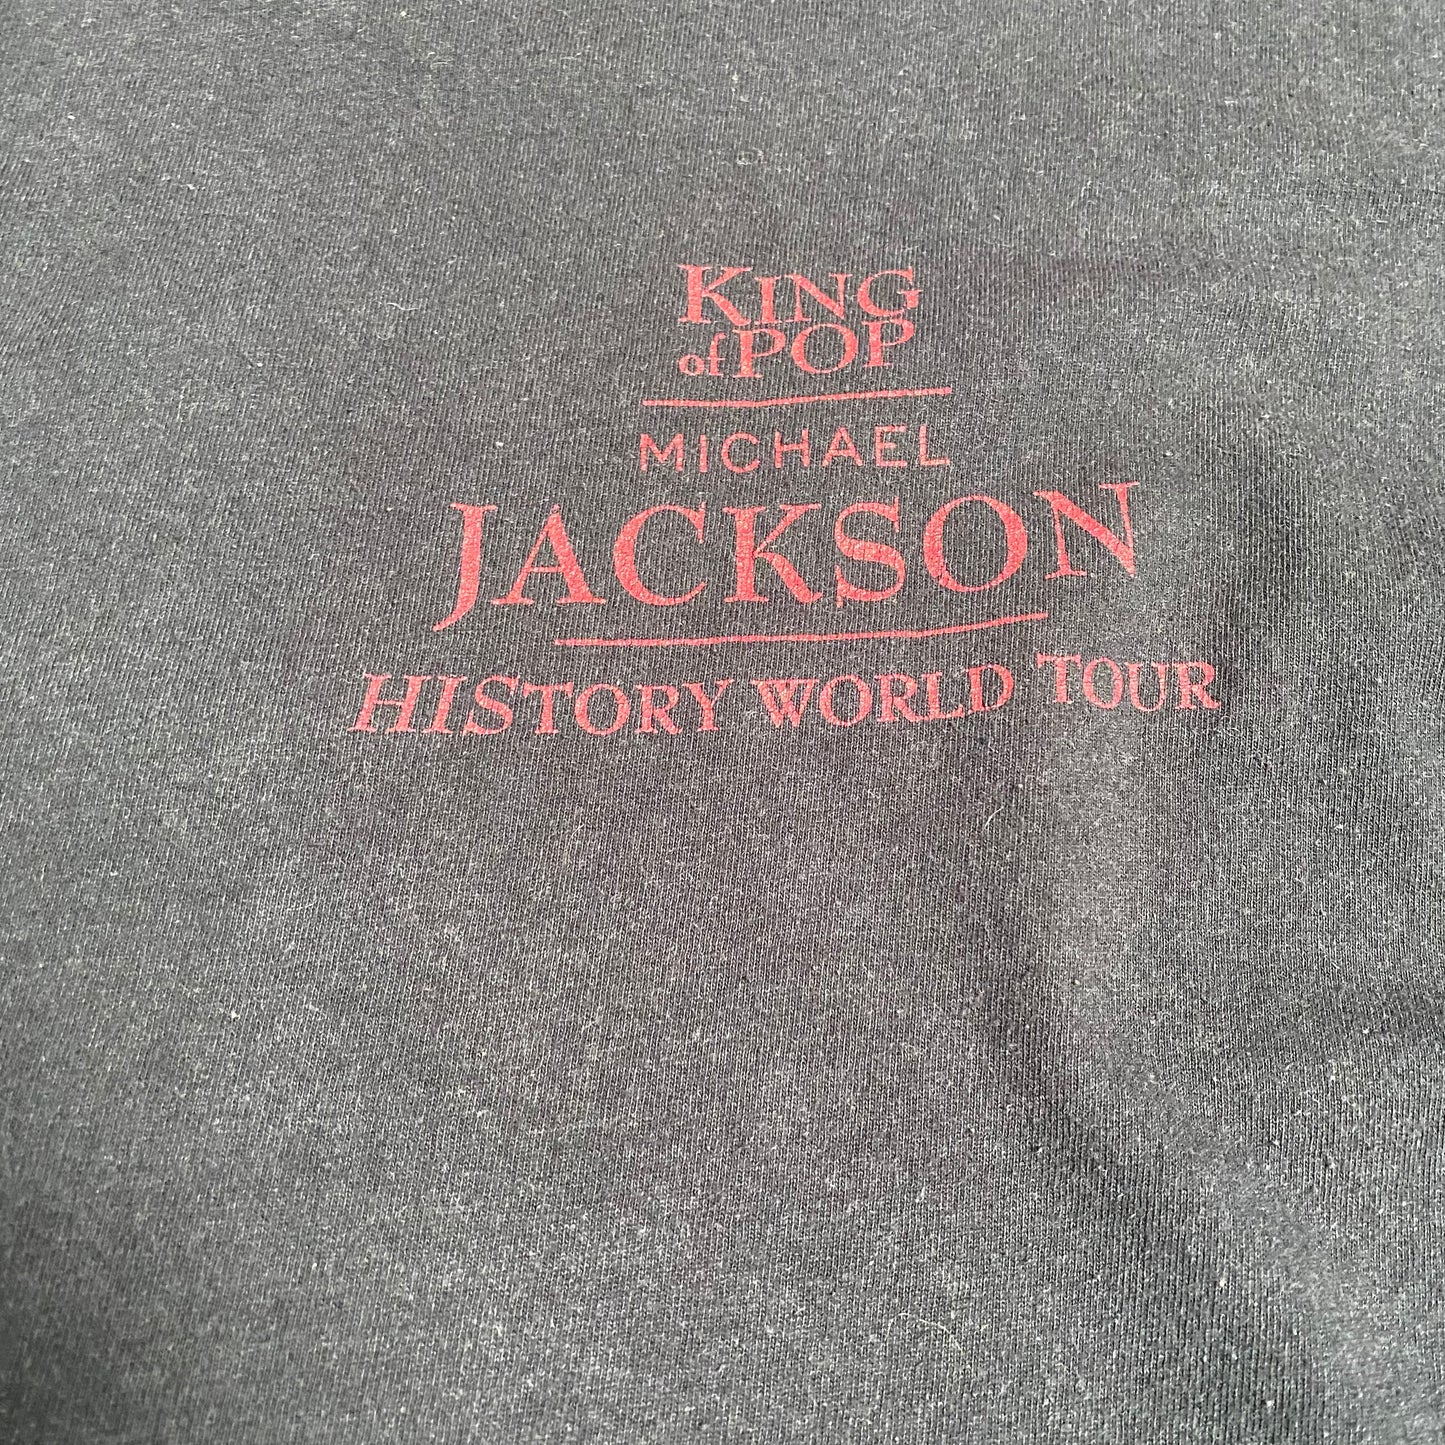 KING
of POP
MICHAEL
JACKSON
HISTORY WORLD TOUR